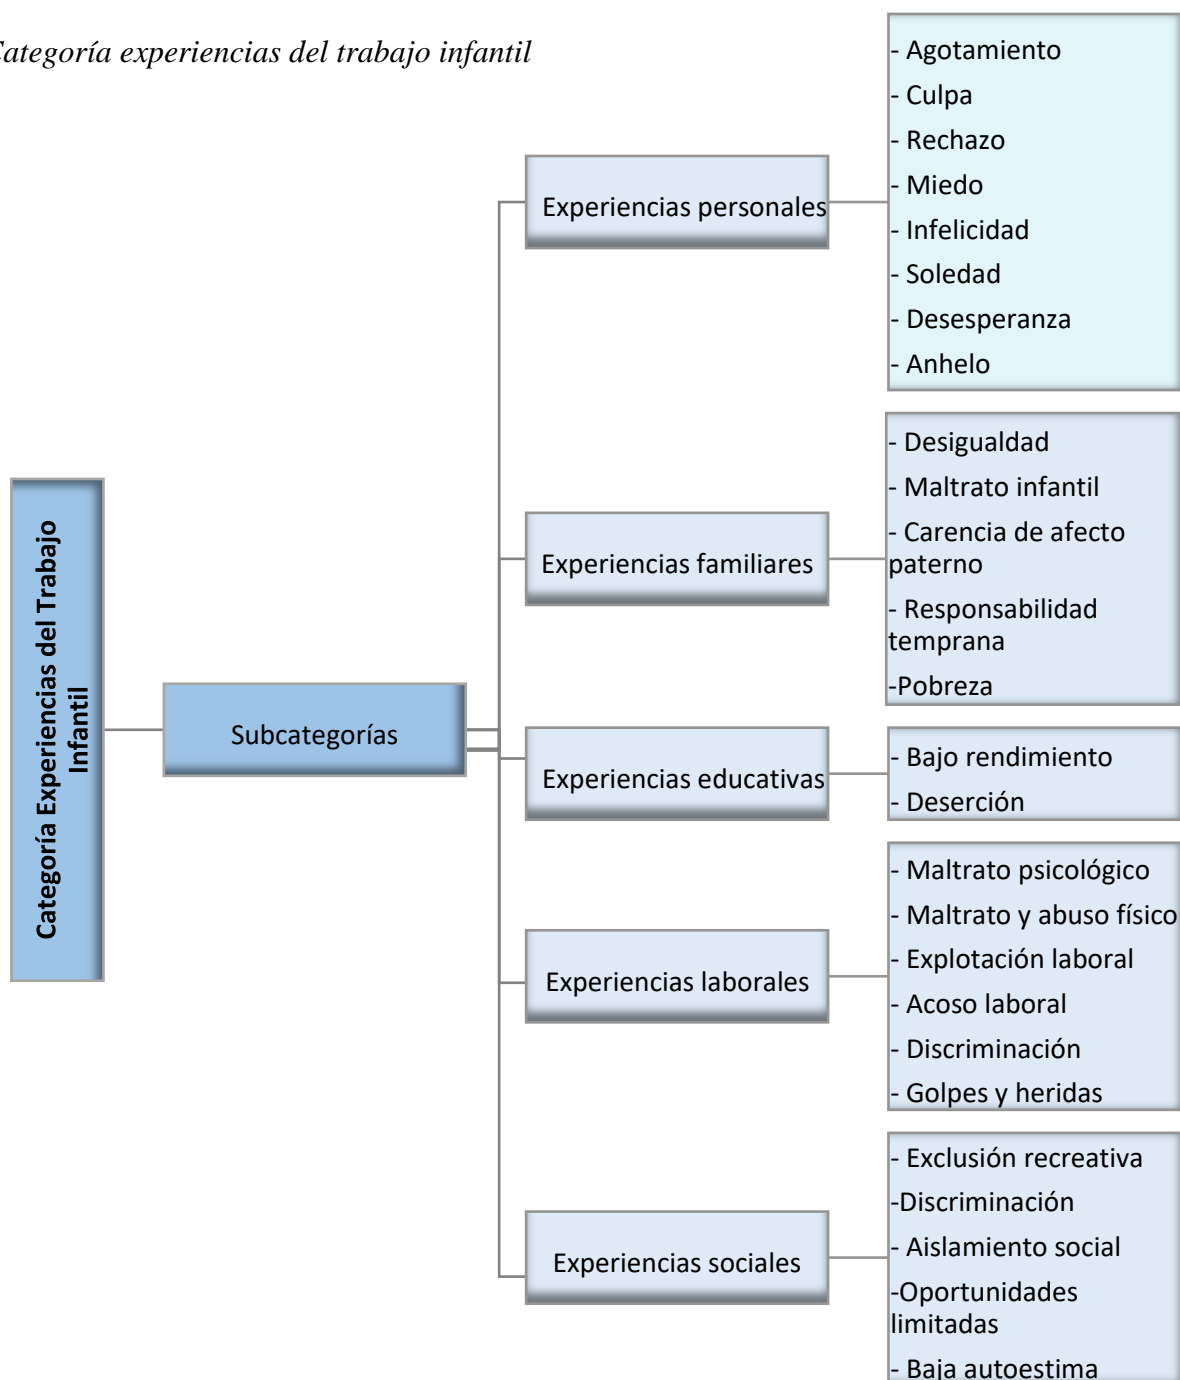 ategoría experiencias del trabajo infantil
Categoría Experiencias del Trabajo
Infantil
Subcategorías
Experiencias personales
- Agotamiento
- Culpa
- Rechazo
- Miedo
- Infelicidad
- Soledad
- Desesperanza
- Anhelo
Experiencias familiares
- Desigualdad
- Maltrato infantil
- Carencia de afecto
paterno
- Responsabilidad
temprana
-Pobreza
Experiencias educativas
- Bajo rendimiento
- Deserción
Experiencias laborales
- Maltrato psicológico
- Maltrato y abuso físico
- Explotación laboral
- Acoso laboral
- Discriminación
- Golpes y heridas
Experiencias sociales
- Exclusión recreativa
-Discriminación
- Aislamiento social
-Oportunidades
limitadas
- Baja autoestima